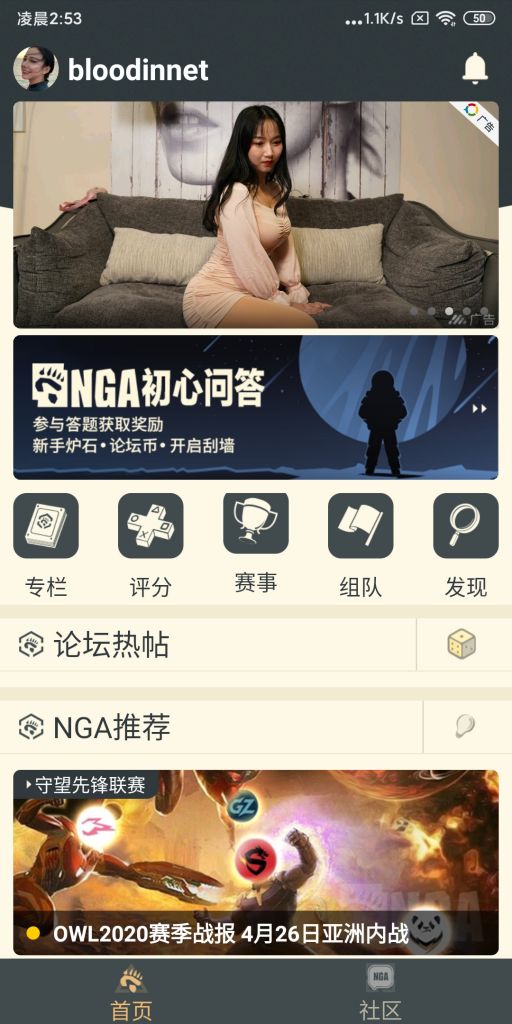 凌晨2:53
...1.1K/s
50
bloodinnet
广告
广告
NGA初心问答
参与答题获取奖励
新手炉石•论坛币•开启刮墙
专栏
评分
赛事
组队
发现
论坛热帖
NGA推荐
守望先锋联赛
GZ
S
NGA
OWL2020赛季战报 4月26日亚洲内战
首页
NGA
社区